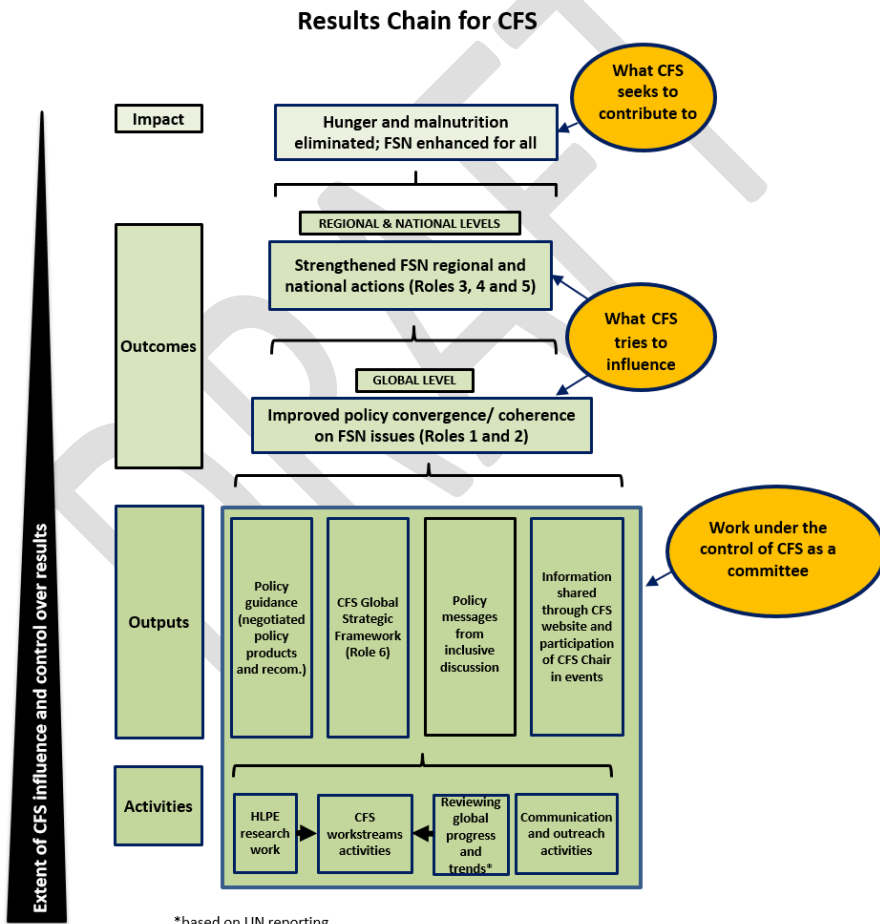 Results Chain for CFS
What CFS
seeks to
contribute to
Impact
Hunger and malnutrition
eliminated; FSN enhanced for all
REGIONAL & NATIONAL LEVELS
Strengthened FSN regional and
national actions (Roles 3, 4 and 5)
Outcomes
What CFS
tries to
influence
GLOBAL LEVEL
Improved policy convergence/ coherence
on FSN issues (Roles 1 and 2)
Work under the
control of CFS as a
committee
Outputs
Policy
guidance
(negotiated
policy
products
and recom.)
CFS Global
Strategic
Framework
(Role 6)
Policy
messages
from
inclusive
discussion
Information
shared
through CFS
website and
participation
of CFS Chair
in events
Activities
HLPE
research
work
CFS
workstreams
activities
Reviewing
global
progress
and
trends*
Communication
and outreach
activities
Extent of CFS influence and control over results
*based on UN reporting
DRAFT